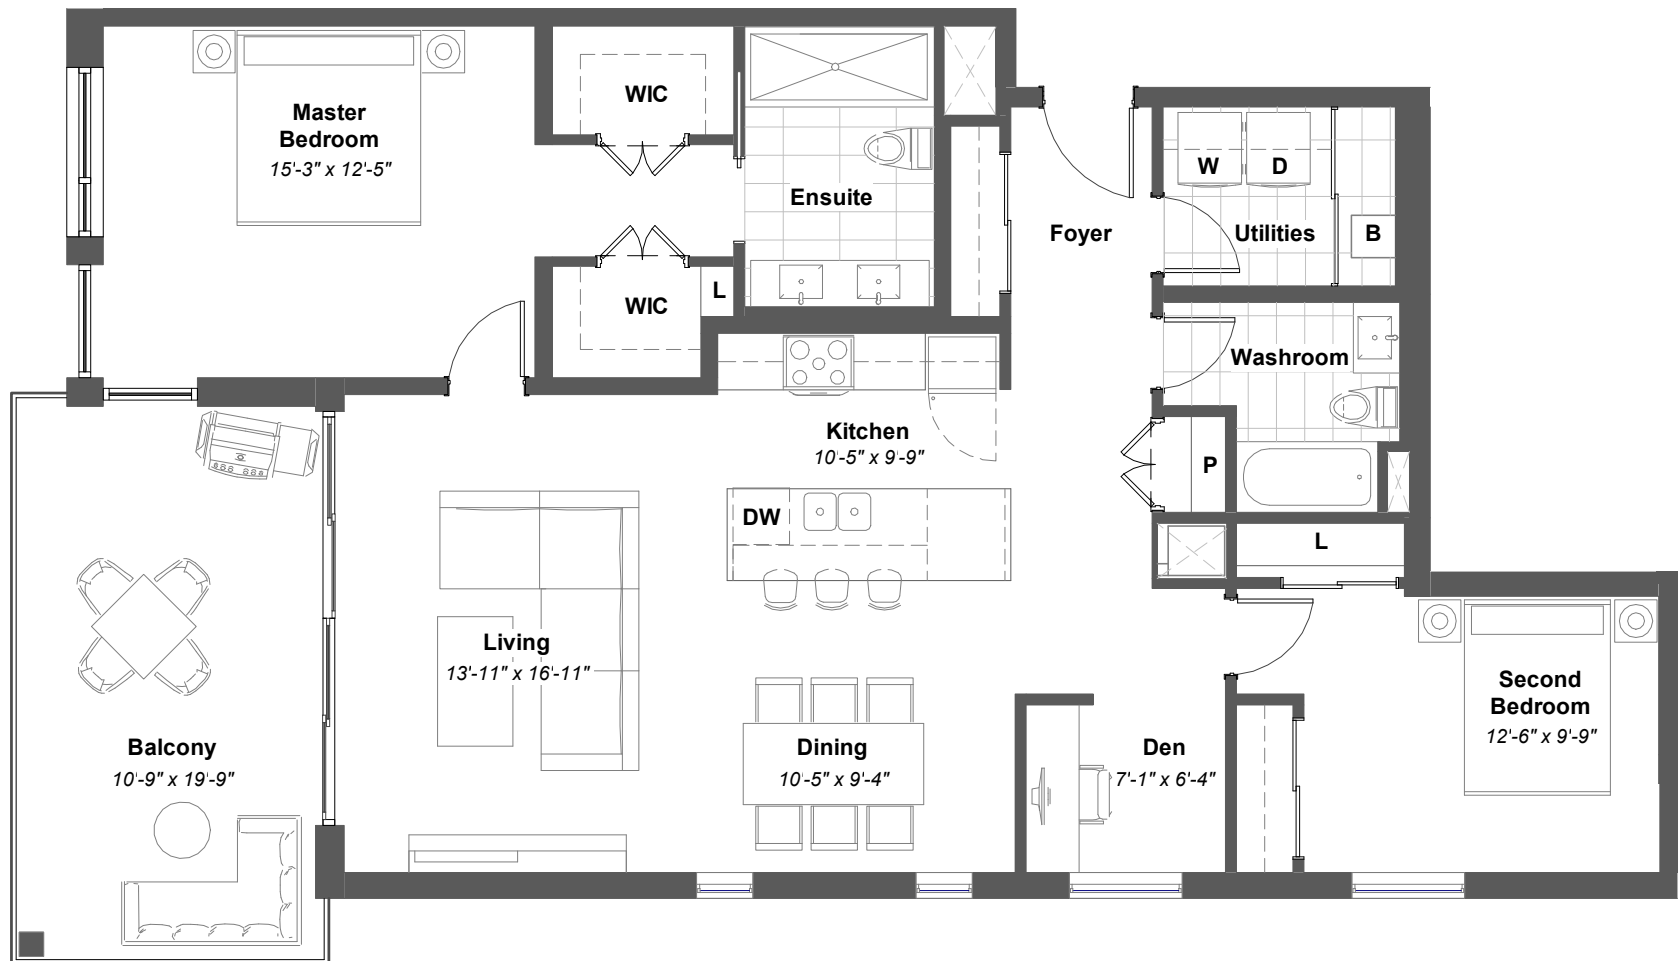 Master
Bedroom
15'-3" x 12'-5"
WIC
Ensuite
WIC
L
Foyer
W
D
Utilities
B
Washroom
Kitchen
10'-5" x 9'-9"
P
DW
L
Living
13'-11" x 16'-11"
Balcony
10'-9" x 19'-9"
Dining
10'-5" x 9'-4"
Den
7'-1" x 6'-4"
Second
Bedroom
12'-6" x 9'-9"